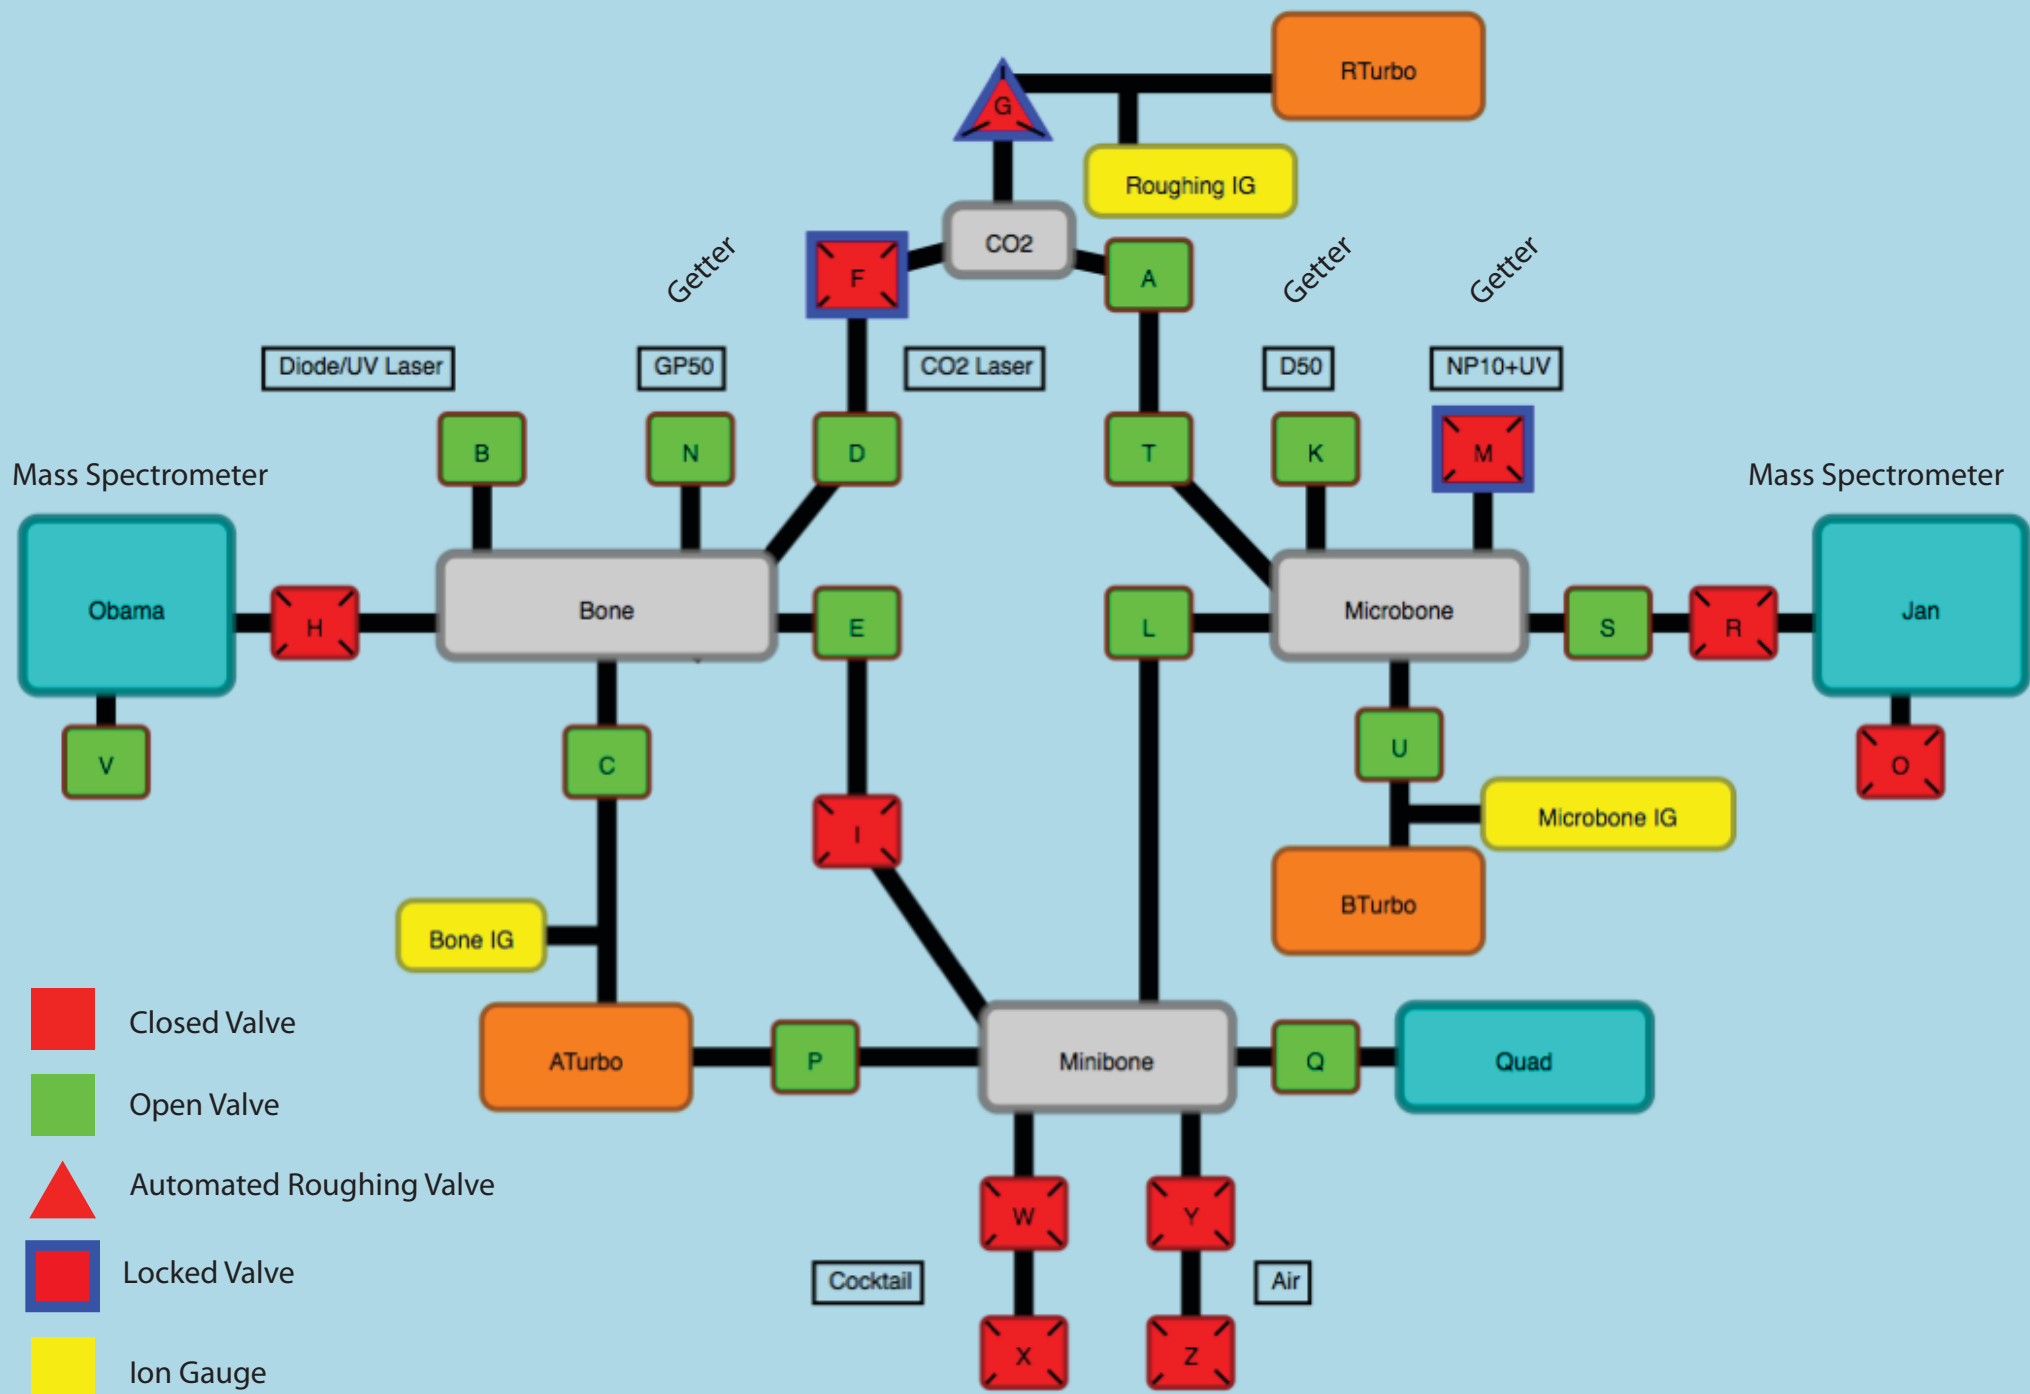 RTurbo
G
Roughing IG
CO2
Getter
F
A
Getter
Getter
Diode/UV Laser
GP50
CO2 Laser
D50
NP10+UV
B
N
D
T
K
M
Mass Spectrometer
Mass Spectrometer
Obama
H
Bone
E
L
Microbone
S
R
Jan
V
C
U
O
I
Microbone IG
BTurbo
Bone IG
Closed Valve
ATurbo
P
Minibone
Q
Quad
Open Valve
Automated Roughing Valve
W
Y
Locked Valve
Cocktail
Air
X
Z
Ion Gauge